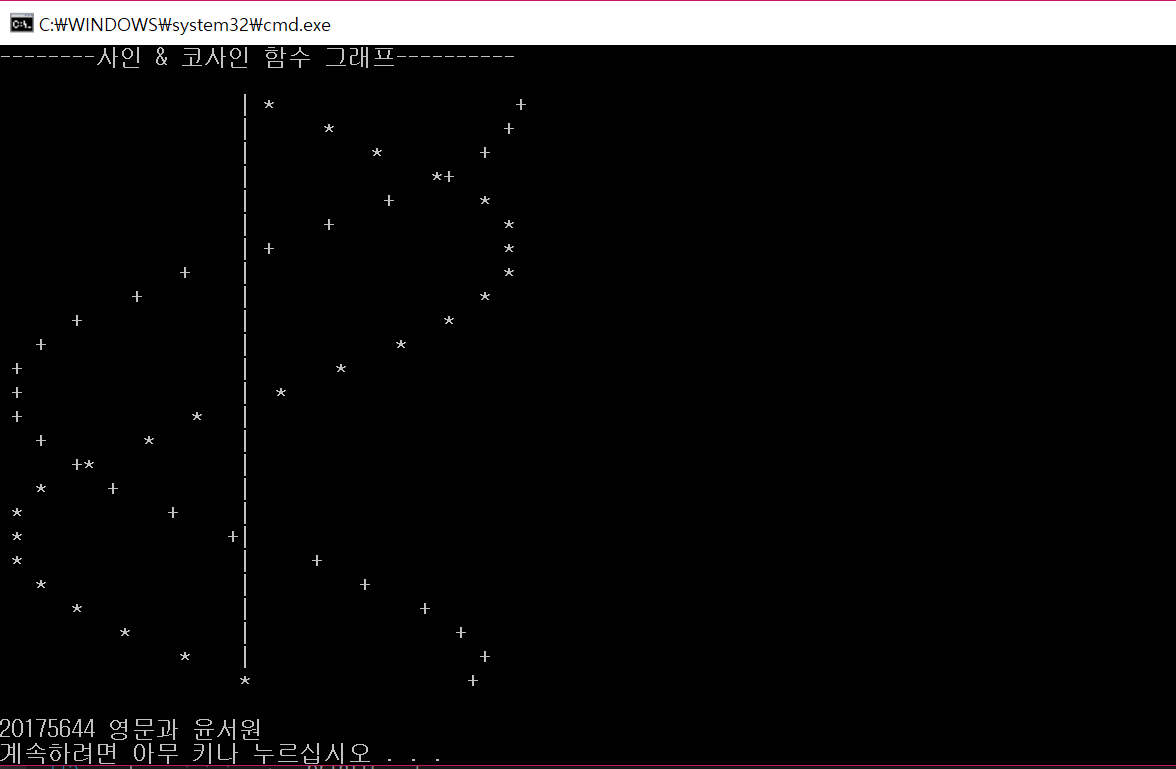 C:₩WINDOWS₩system32₩cmd.exe
--------사인 & 코사인 함수 그래프----------
20175644 영문과 윤서원
계속하려면 아무 키나 누르십시오 . . .